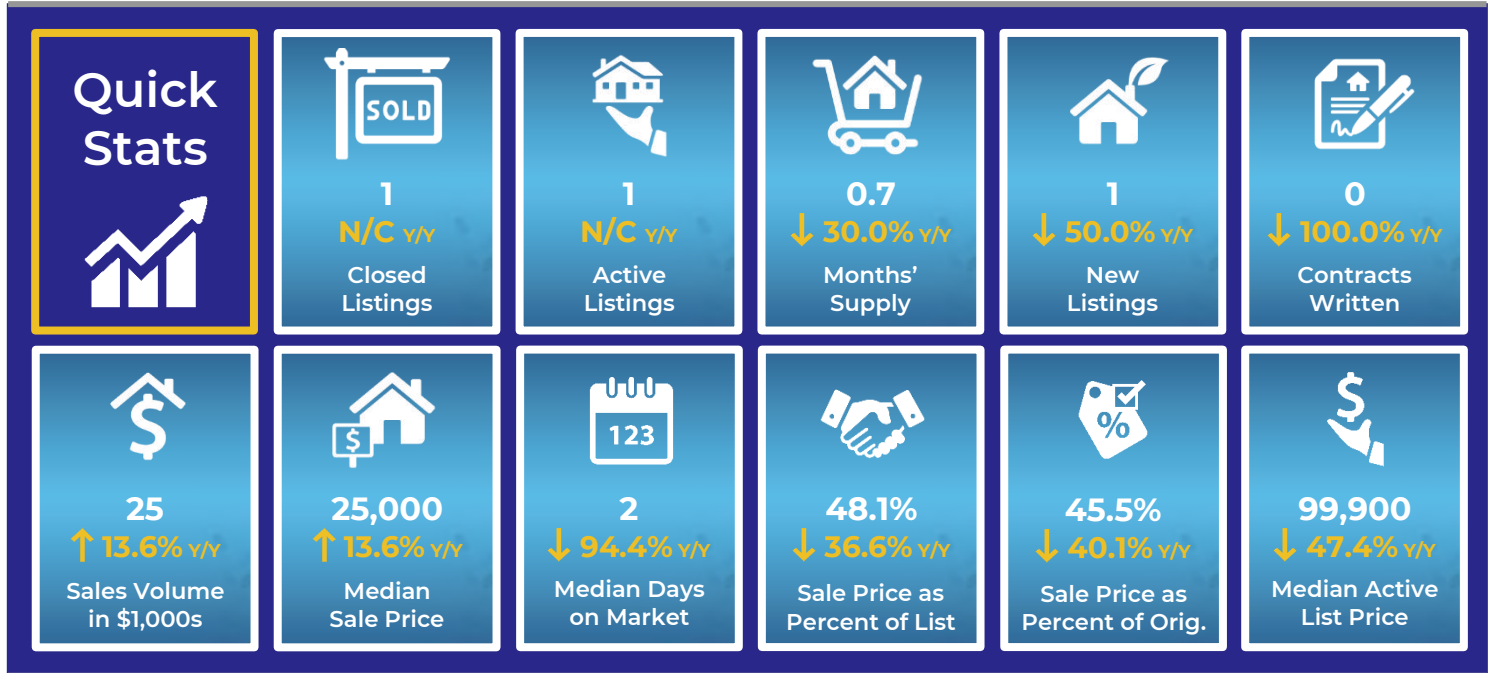 Quick
Stats
SOLD
1
N/C Y/Y
Closed
Listings
1
N/C Y/Y
Active
Listings
0.7
↓ 30.0% Y/Y
Months’
Supply
1
↓ 50.0% Y/Y
New
Listings
0
↓ 100.0% Y/Y
Contracts
Written
$
25
↑ 13.6% Y/Y
Sales Volume
in $1,000s
$
25,000
↑ 13.6% Y/Y
Median
Sale Price
123
2
↓ 94.4% Y/Y
Median Days
on Market
48.1%
↓ 36.6% Y/Y
Sale Price as
Percent of List
%
45.5%
↓ 40.1% Y/Y
Sale Price as
Percent of Orig.
$
99,900
↓ 47.4% Y/Y
Median Active
List Price